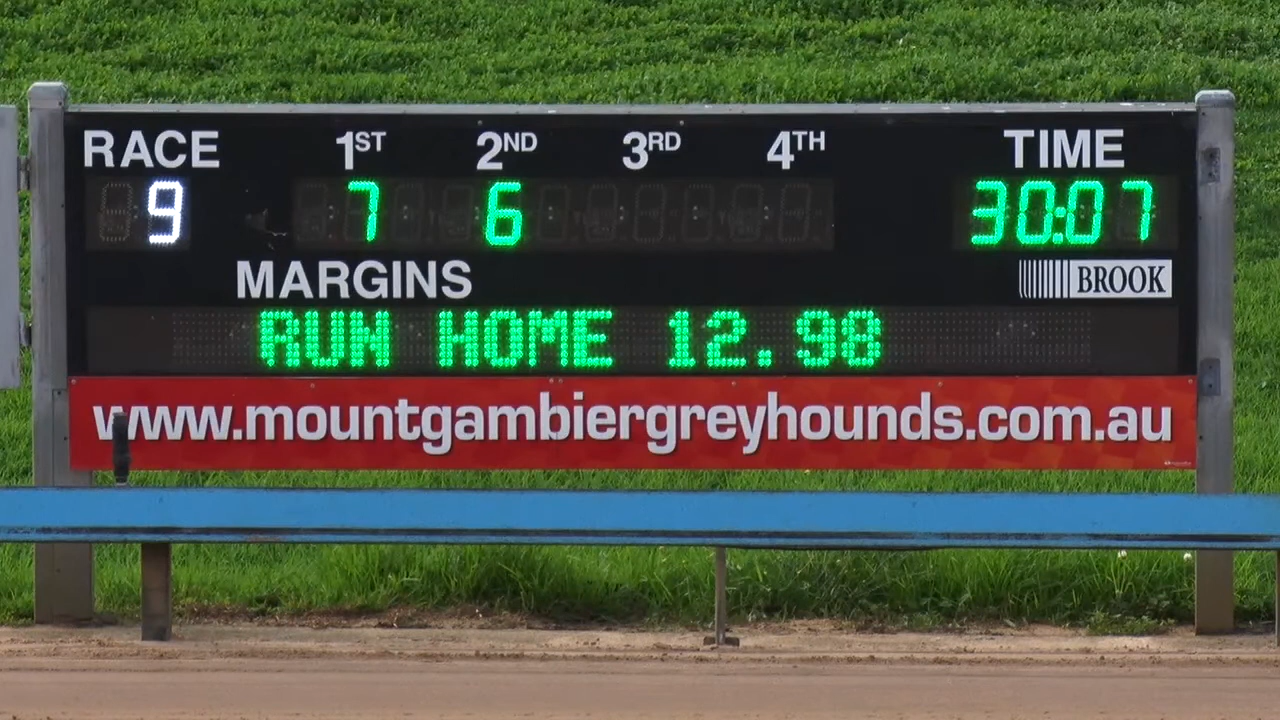 RACE 1ST 2ND 3RD 4TH TIME
9 7 6 30:07
MARGINS BROOK
RUN HOME 12.98
www.mountgambiergreyhounds.com.au